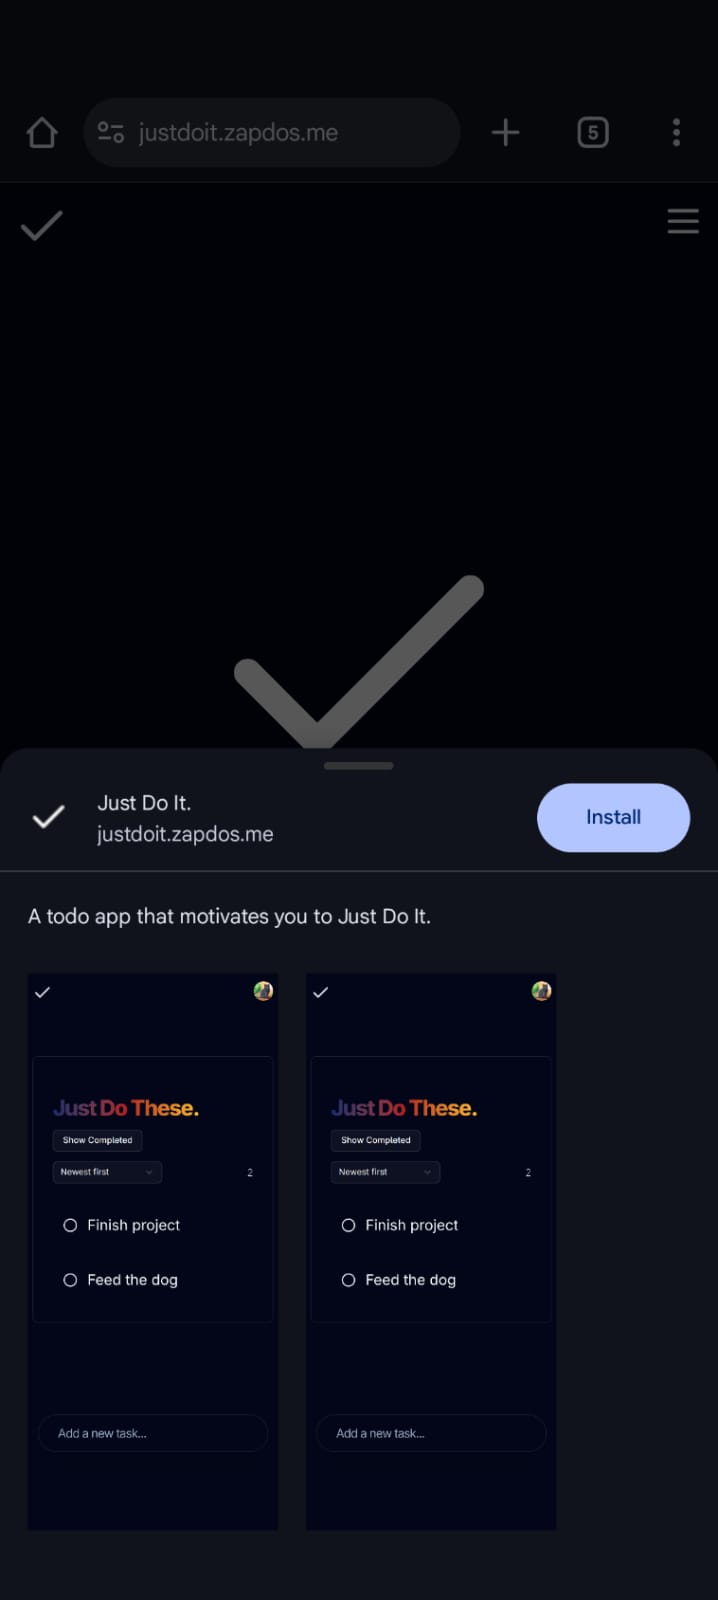 justdoit.zapdos.me
5
Just Do It.
justdoit.zapdos.me
Install
A todo app that motivates you to Just Do It.
Just Do These.
Show Completed
Newest first
2
Finish project
Feed the dog
Add a new task...
Just Do These.
Show Completed
Newest first
2
Finish project
Feed the dog
Add a new task...